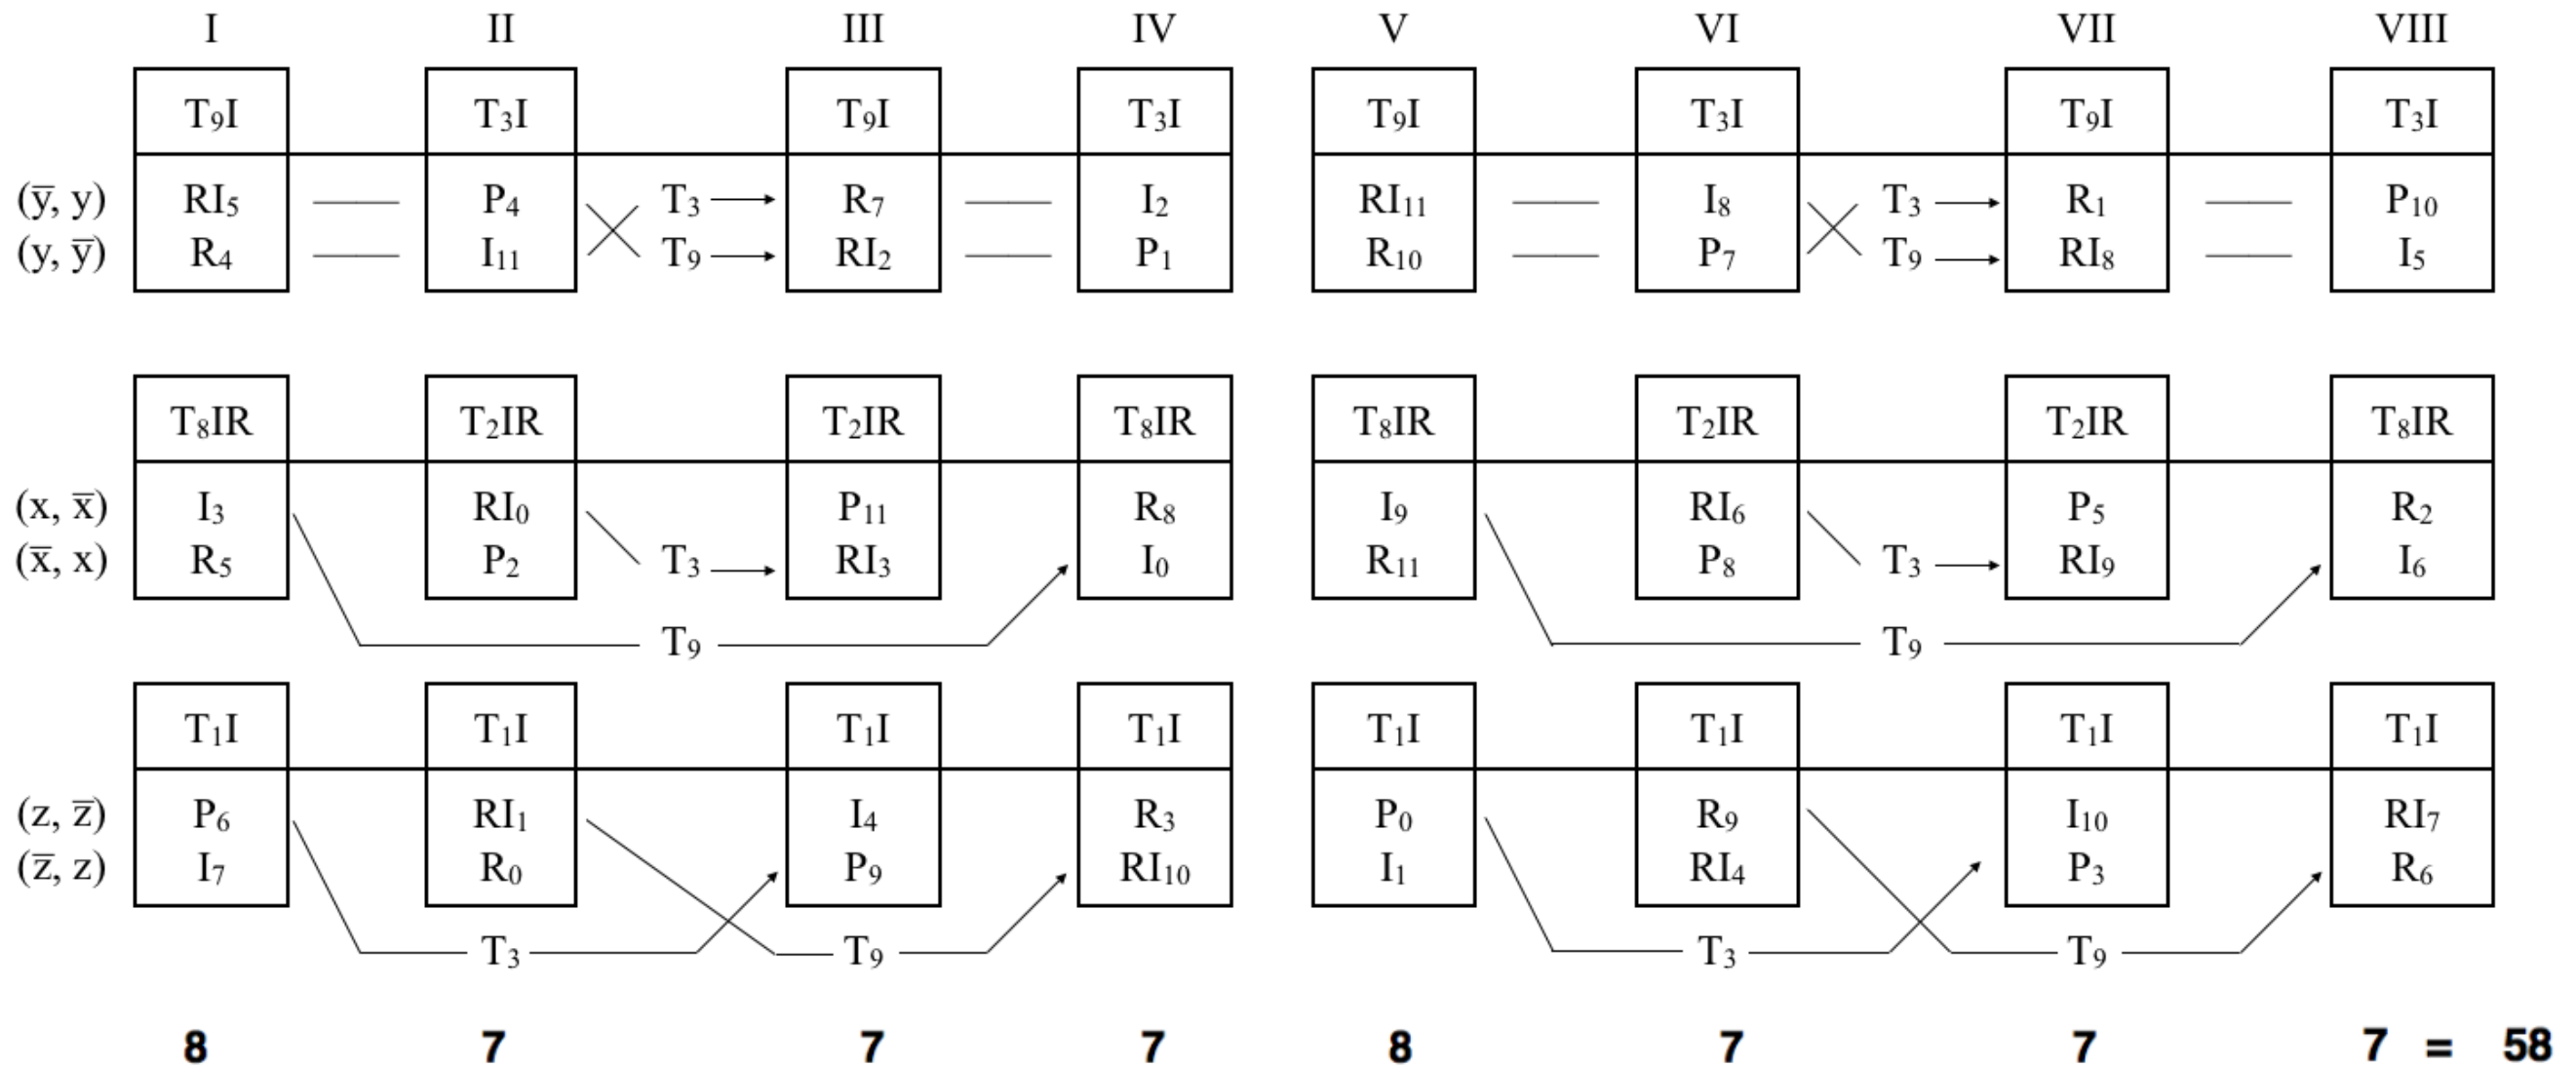 I II III IV V VI VII VIII
T₉I T₃I T₉I T₃I T₉I T₃I T₉I T₃I
(y̅, y) RI₅ P₄ T₃ R₇ I₂ RI₁₁ I₈ T₃ R₁ P₁₀
(y, y̅) R₄ I₁₁ T₉ RI₂ P₁ R₁₀ P₇ T₉ RI₈ I₅
T₈IR T₂IR T₂IR T₈IR T₈IR T₂IR T₂IR T₈IR
(x, x̅) I₃ RI₀ P₁₁ R₈ I₉ RI₆ P₅ R₂
(x̅, x) R₅ P₂ T₃ RI₃ I₀ R₁₁ P₈ T₃ RI₉ I₆
T₉ T₉
T₁I T₁I T₁I T₁I T₁I T₁I T₁I T₁I
(z, z̅) P₆ RI₁ I₄ R₃ P₀ R₉ I₁₀ RI₇
(z̅, z) I₇ R₀ P₉ RI₁₀ I₁ RI₄ P₃ R₆
T₃ T₉ T₃ T₉
8 7 7 7 8 7 7 7 = 58